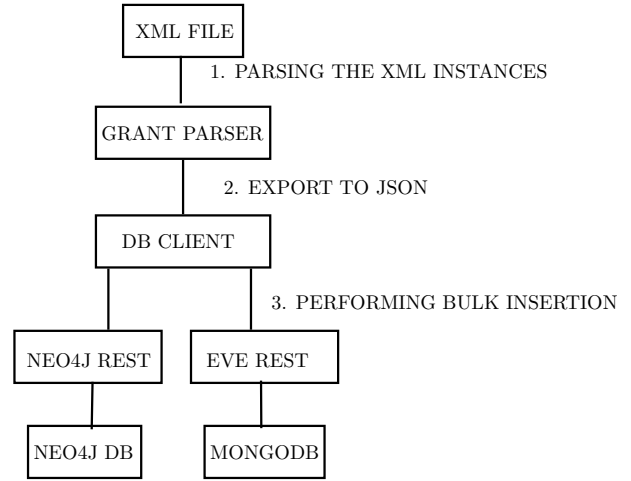 XML FILE
1. PARSING THE XML INSTANCES
GRANT PARSER
2. EXPORT TO JSON
DB CLIENT
3. PERFORMING BULK INSERTION
NEO4J REST
EVE REST
NEO4J DB
MONGODB